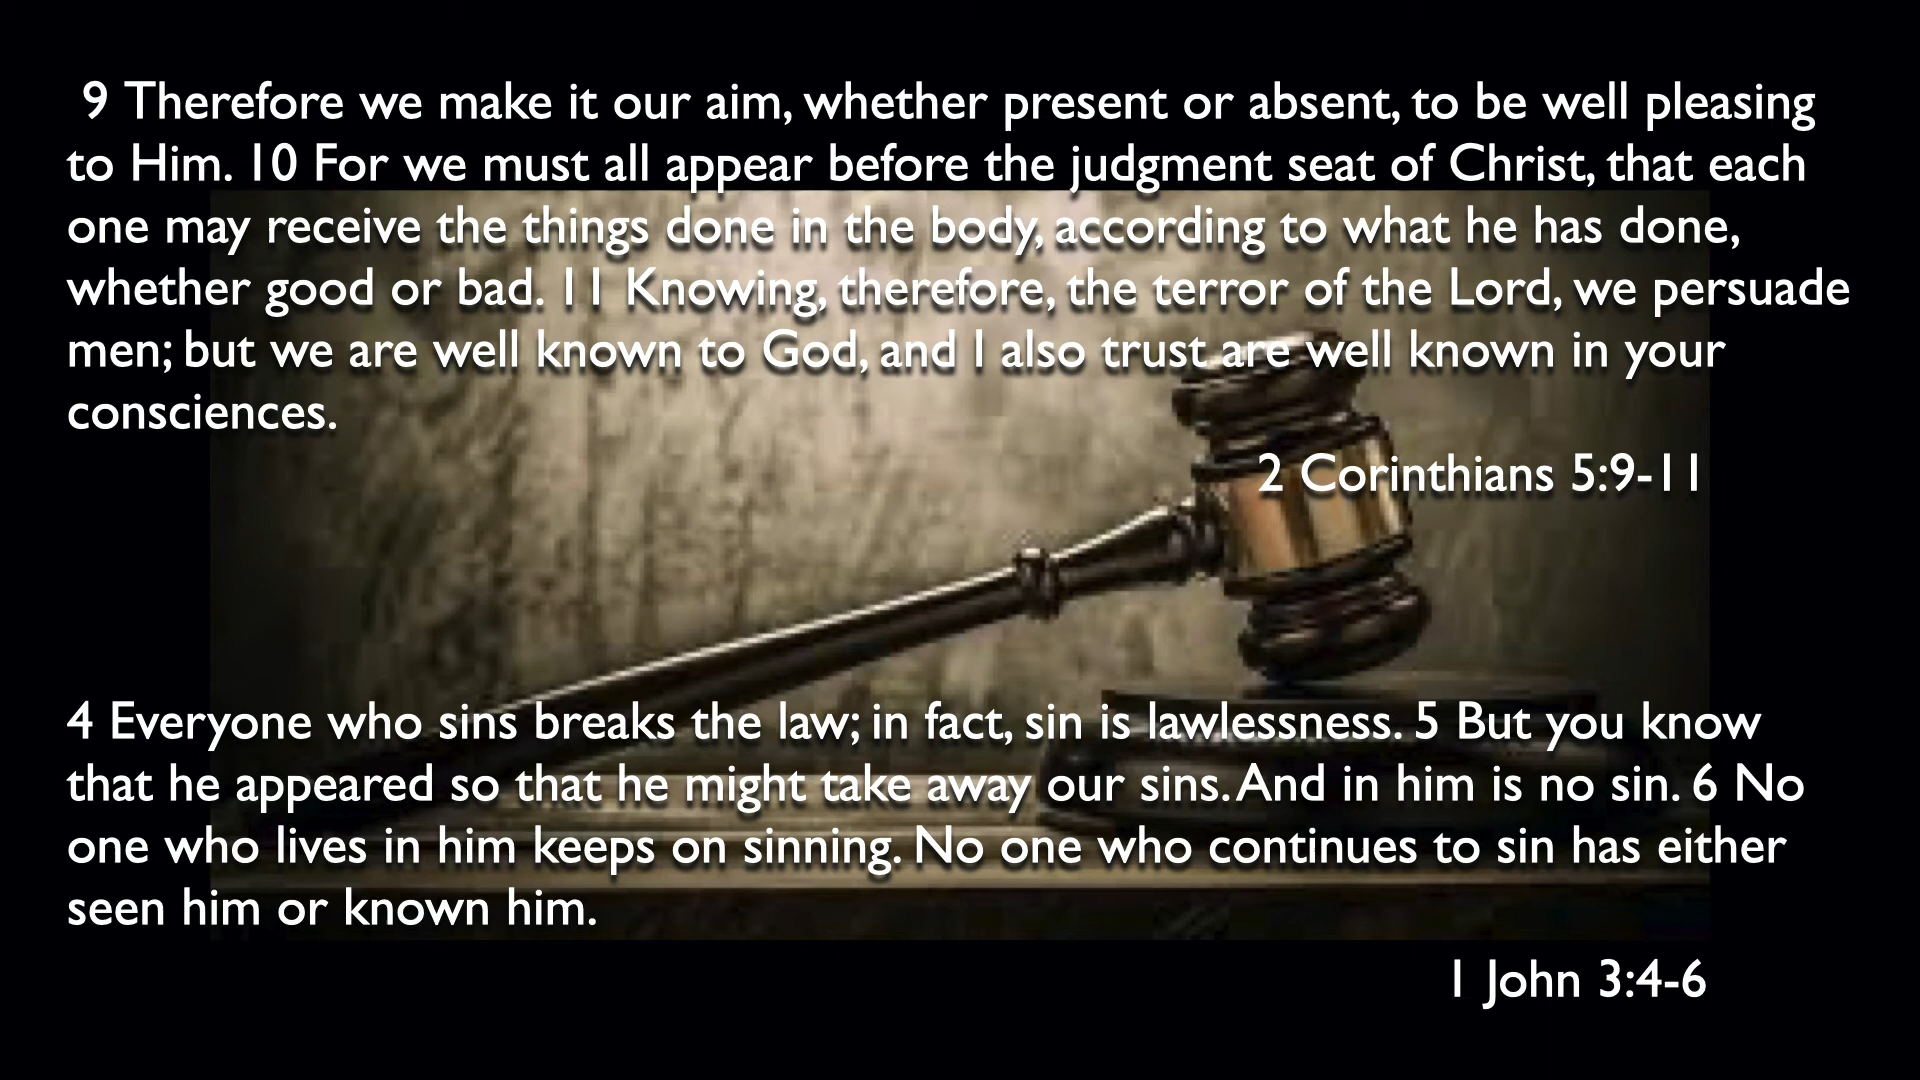 9 Therefore we make it our aim, whether present or absent, to be well pleasing
to Him. 10 For we must all appear before the judgment seat of Christ, that each
one may receive the things done in the body, according to what he has done,
whether good or bad. 11 Knowing, therefore, the terror of the Lord, we persuade
men; but we are well known to God, and I also trust are well known in your
consciences.
2 Corinthians 5:9-11
4 Everyone who sins breaks the law; in fact, sin is lawlessness. 5 But you know
that he appeared so that he might take away our sins. And in him is no sin. 6 No
one who lives in him keeps on sinning. No one who continues to sin has either
seen him or known him.
1 John 3:4-6